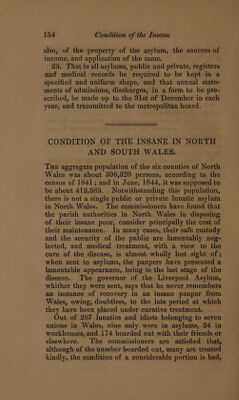 154 Condition of the Insane
also, of the property of the asylum, the sources of
income, and application of the same.
25. That in all asylums, public and private, registers
and medical records be required to be kept in a
specified and uniform shape, and that annual state-
ments of admissions, discharges, in a form to be pre-
scribed, be made up to the 31st of December in each
year, and transmitted to the metropolitan board.
CONDITION OF THE INSANE IN NORTH
AND SOUTH WALES.
THE aggregate population of the six counties of North
Wales was about 396,320 persons, according to the
census of 1841; and in June, 1844, it was supposed to
be about 412,385. Notwithstanding this population,
there is not a single public or private lunatic asylum
in North Wales. The commissioners have found that
the parish authorities in North Wales in disposing
of their insane poor, consider principally the cost of
their maintenance. In many cases, their safe custody
and the security of the public are lamentably neg-
lected, and medical treatment, with a view to the
cure of the disease, is almost wholly lost sight of:
when sent to asylums, the paupers have presented a
lamentable appearance, being in the last stage of the
disease. The governor of the Liverpool Asylum,
whither they were sent, says that he never remembers
an instance of recovery in an insane pauper from
Wales, owing, doubtless, to the late period at which
they have been placed under curative treatment.
Out of 207 lunatics and idiots belonging to seven
unions in Wales, nine only were in asylums, 24 in
workhouses, and 174 boarded out with their friends or
elsewhere. The commissioners are satisfied that,
although of the number boarded out, many are treated
kindly, the condition of a considerable portion is bad,